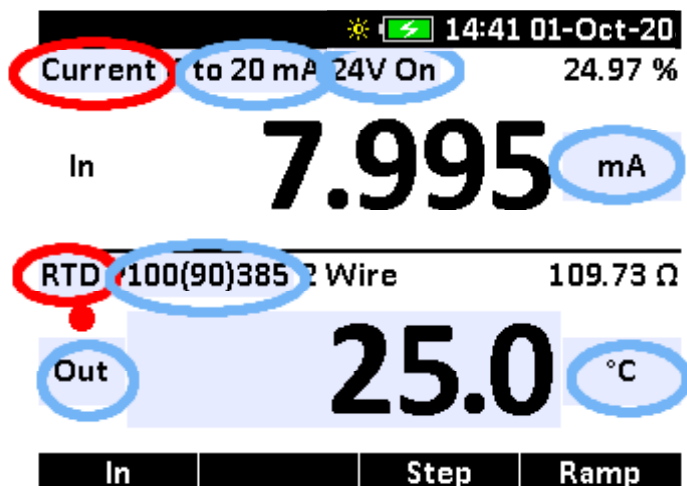 14:41 01-Oct-20
Current to 20 mA 24V On 24.97 %
In 7.995 mA
RTD 100(90)385 2 Wire 109.73 Ω
Out 25.0 °C
In Step Ramp